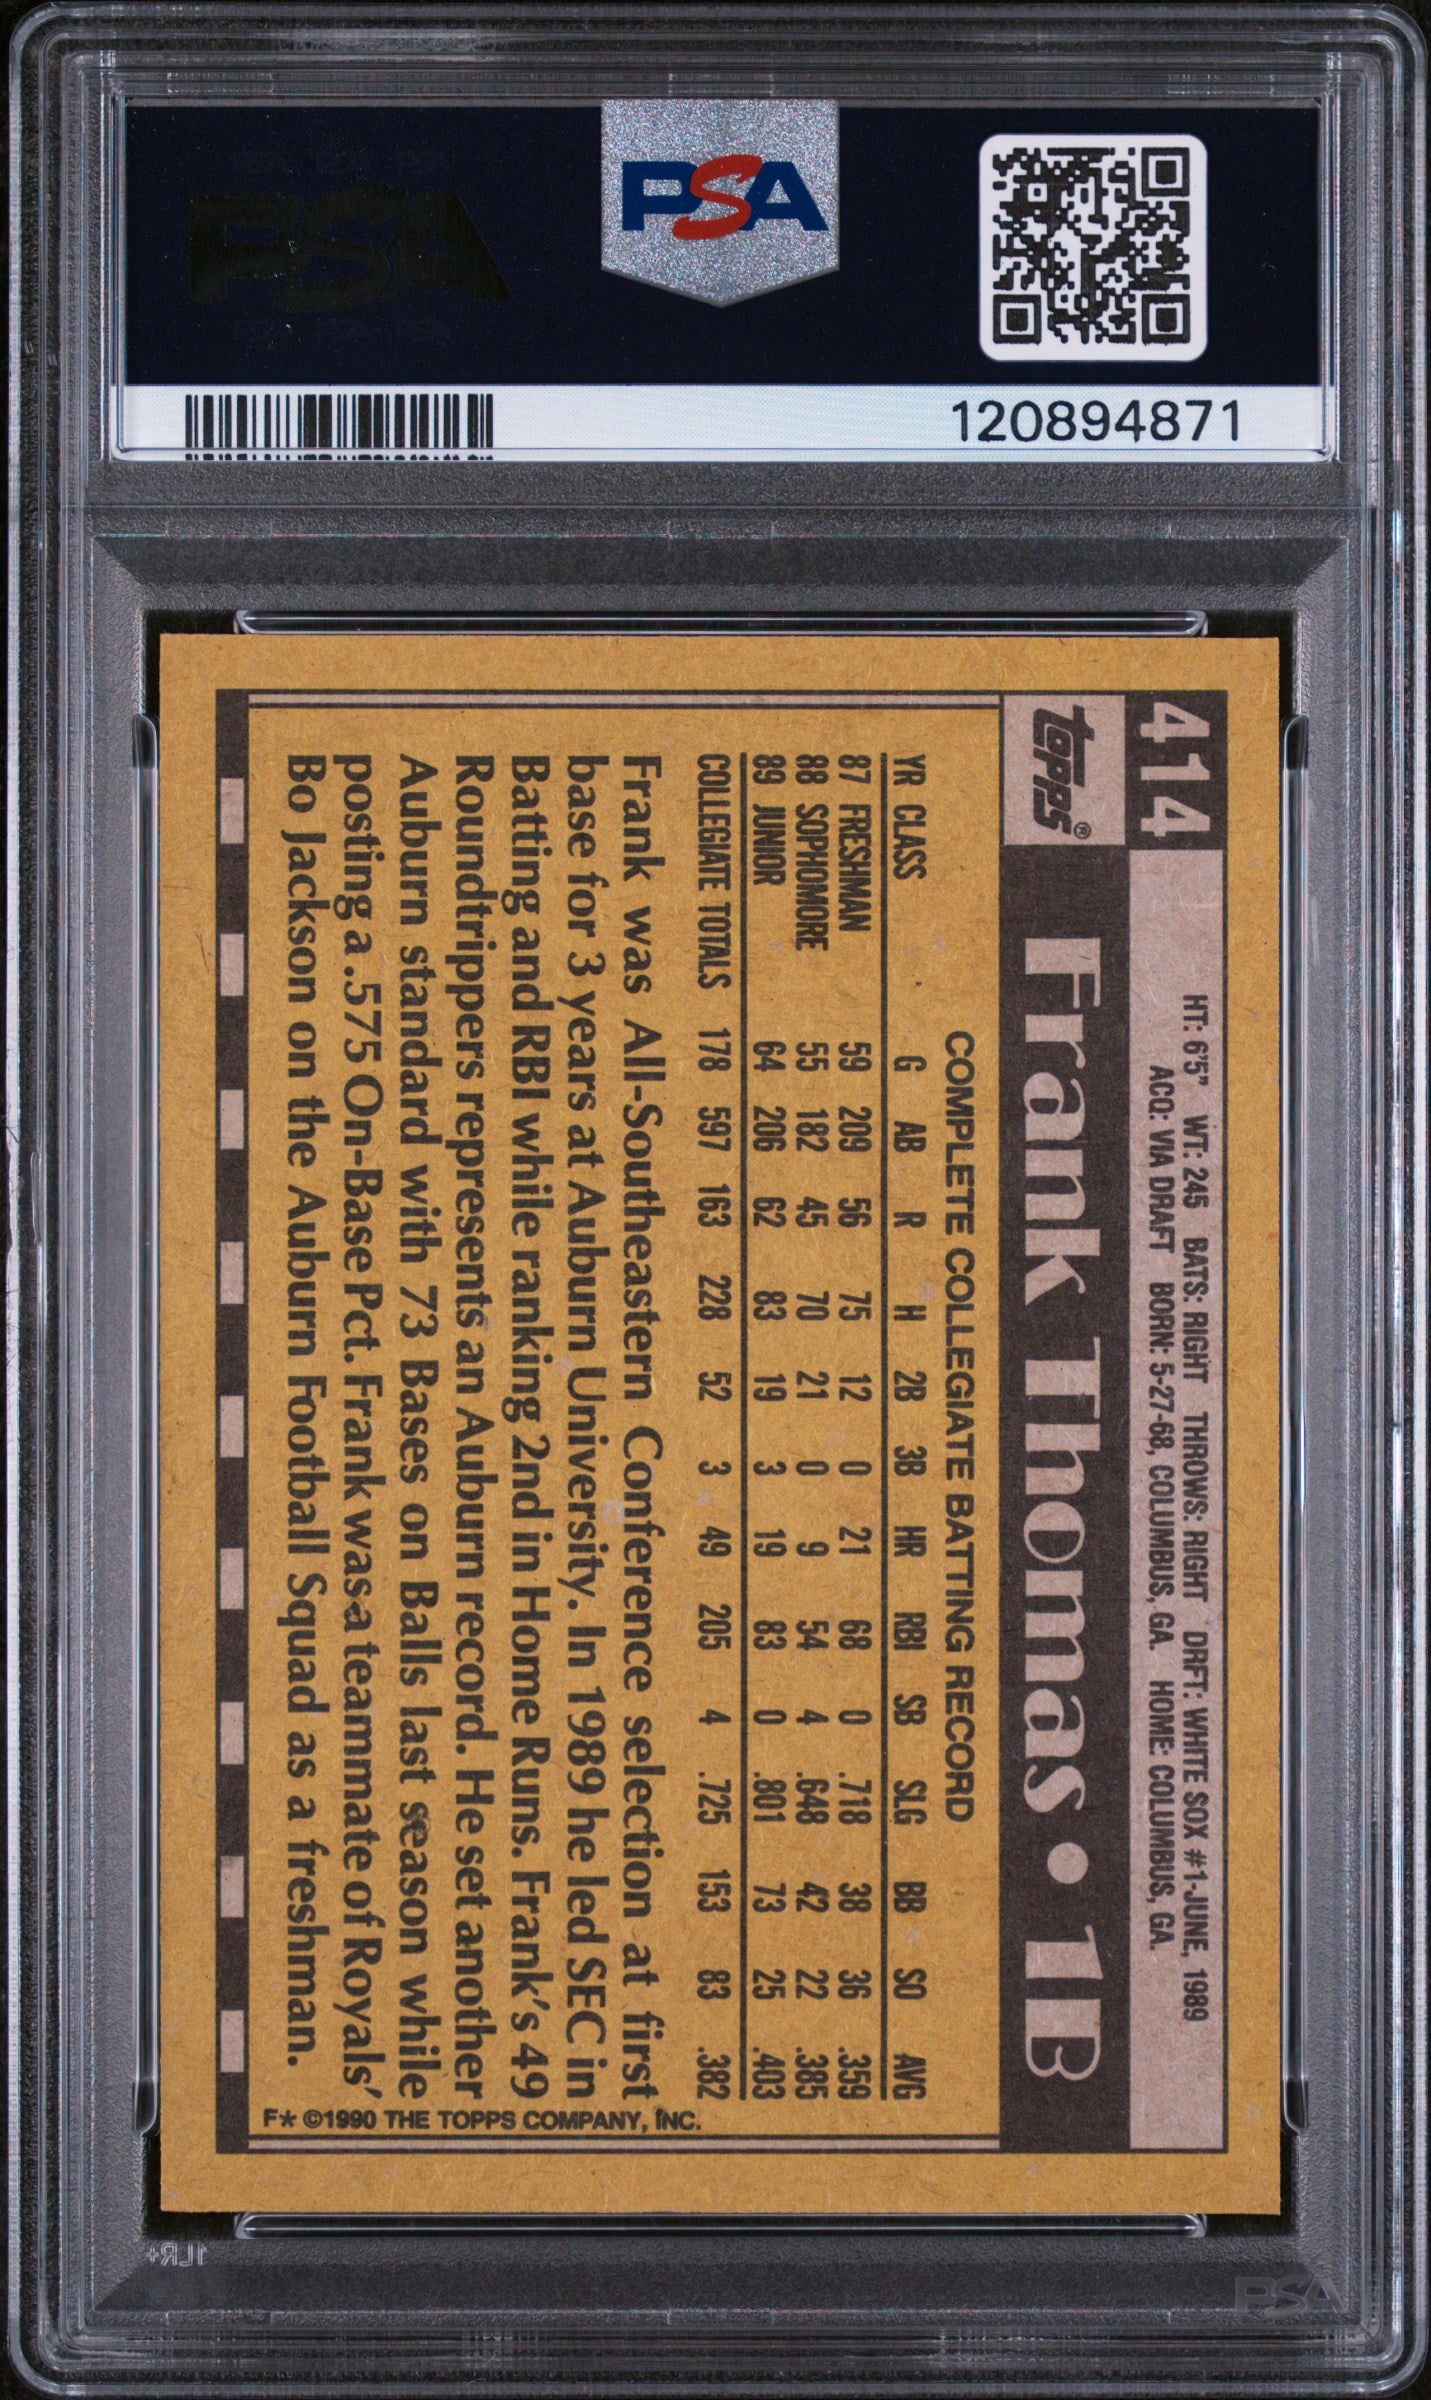 PSA
PSA
120894871
414
HT: 6'5" WT: 245 BATS: RIGHT THROWS: RIGHT DRFT: WHITE SOX #1-JUNE, 1989
ACQ: VIA DRAFT BORN: 5-27-68, COLUMBUS, GA. HOME: COLUMBUS, GA.
topps®
Frank Thomas • 1B
COMPLETE COLLEGIATE BATTING RECORD
YR CLASS G AB R H 2B 3B HR RBI SB SLG BB SO AVG
87 FRESHMAN 59 209 56 75 12 0 21 68 0 .718 38 36 .359
88 SOPHOMORE 55 182 45 70 21 0 9 54 4 .648 42 22 .385
89 JUNIOR 64 206 62 83 19 3 19 83 0 .801 73 25 .403
COLLEGIATE TOTALS 178 597 163 228 52 3 49 205 4 .725 153 83 .382
Frank was All-Southeastern Conference selection at first
base for 3 years at Auburn University. In 1989 he led SEC in
Batting and RBI while ranking 2nd in Home Runs. Frank's 49
Roundtrippers represents an Auburn record. He set another
Auburn standard with 73 Bases on Balls last season while
posting a .575 On-Base Pct. Frank was a teammate of Royals'
Bo Jackson on the Auburn Football Squad as a freshman.
F* ©1990 THE TOPPS COMPANY, INC.
1LR+
PSA